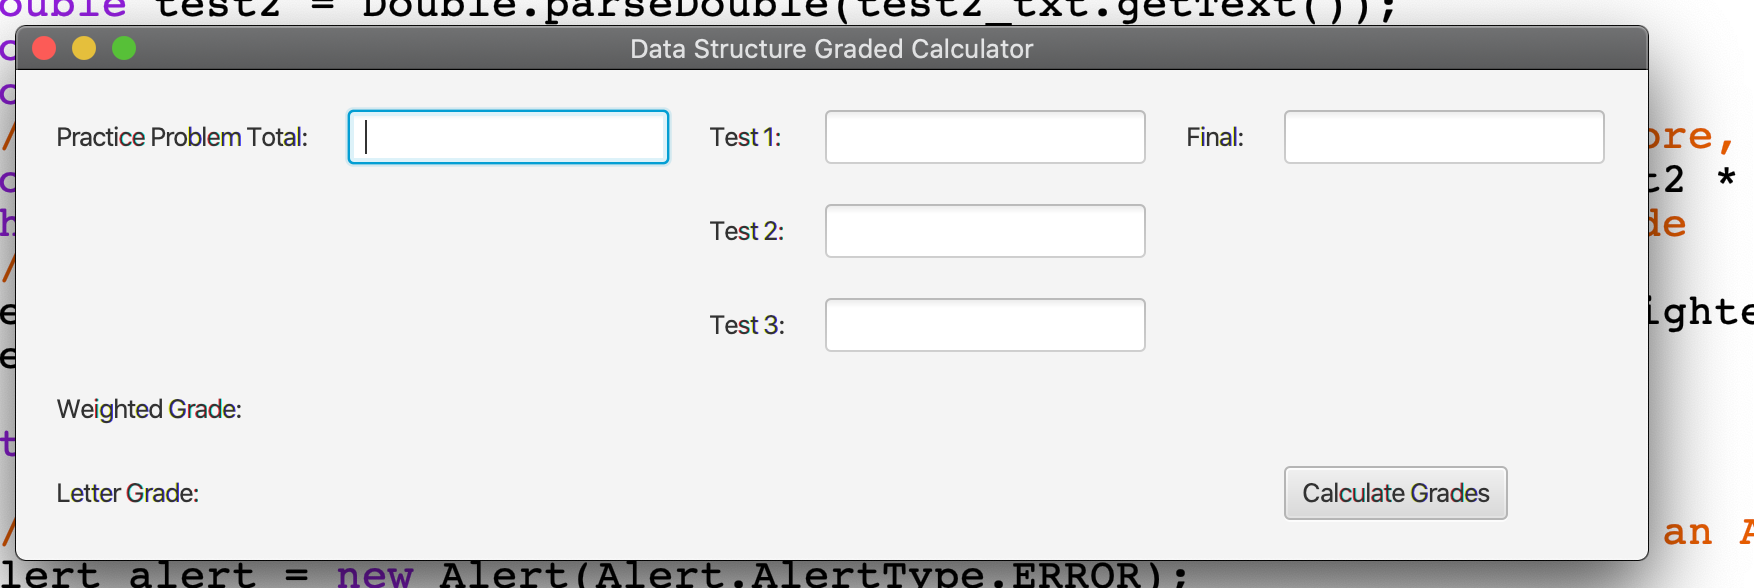 ouble test2 = Double.parseDouble(test2_txt.getText());
Data Structure Graded Calculator
Practice Problem Total:
Test 1:
Final:
ore,
t2 *
Test 2:
de
Test 3:
ighte
Weighted Grade:
Letter Grade:
Calculate Grades
// an A
lert alert = new Alert(Alert.AlertType.ERROR);